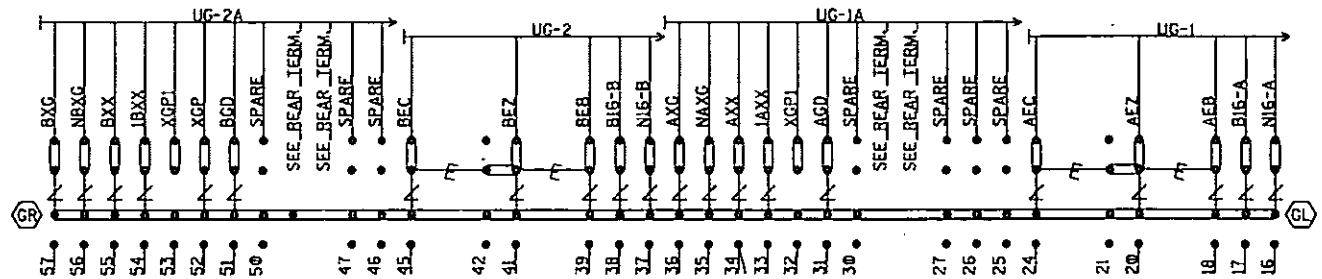 UG-2A
UG-2
UG-1A
UG-1
BXG
NBXG
BXX
1BXX
XGP1
XGP
BGD
SPARE
SEE REAR TERM.
SEE REAR TERM.
SPARE
SPARE
BEC
BEZ
BEB
B16-B
N16-B
AXG
NAXG
AXX
1AXX
XGP1
AGD
SPARE
SEE REAR TERM.
SEE REAR TERM.
SPARE
SPARE
SPARE
AEC
AEZ
AEB
B16-A
N16-A
GR
GL
57
56
55
54
53
52
51
50
47
46
45
42
41
39
38
37
36
35
34
33
32
31
30
27
26
25
24
21
20
18
17
16